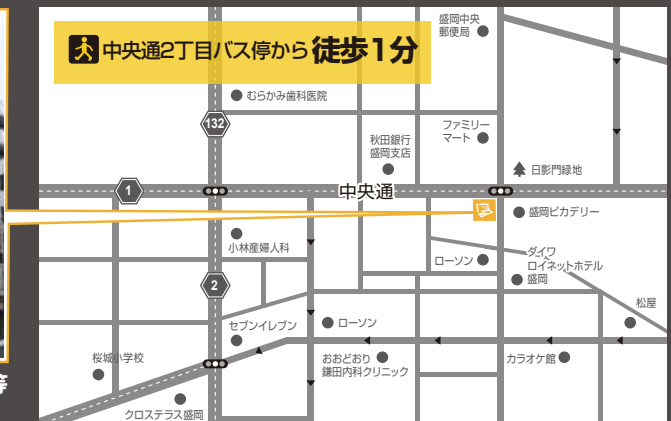 中央通2丁目バス停から徒歩1分
盛岡中央
郵便局
むらかみ歯科医院
132
ファミリー
マート
秋田銀行
盛岡支店
日影門緑地
1
中央通
盛岡ピカデリー
小林産婦人科
ローソン
ダイワ
ロイネットホテル
盛岡
2
松屋
セブンイレブン
ローソン
桜城小学校
おおどおり
鎌田内科クリニック
カラオケ館
等
クロステラス盛岡